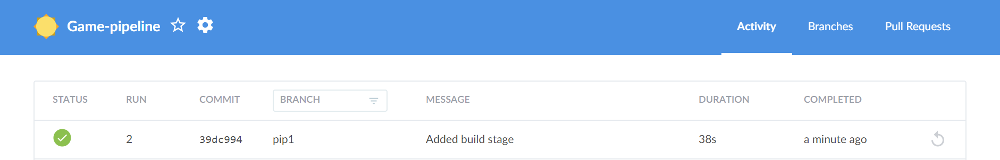 Game-pipeline Activity Branches Pull Requests
STATUS RUN COMMIT BRANCH MESSAGE DURATION COMPLETED
2 39dc994 pip1 Added build stage 38s a minute ago